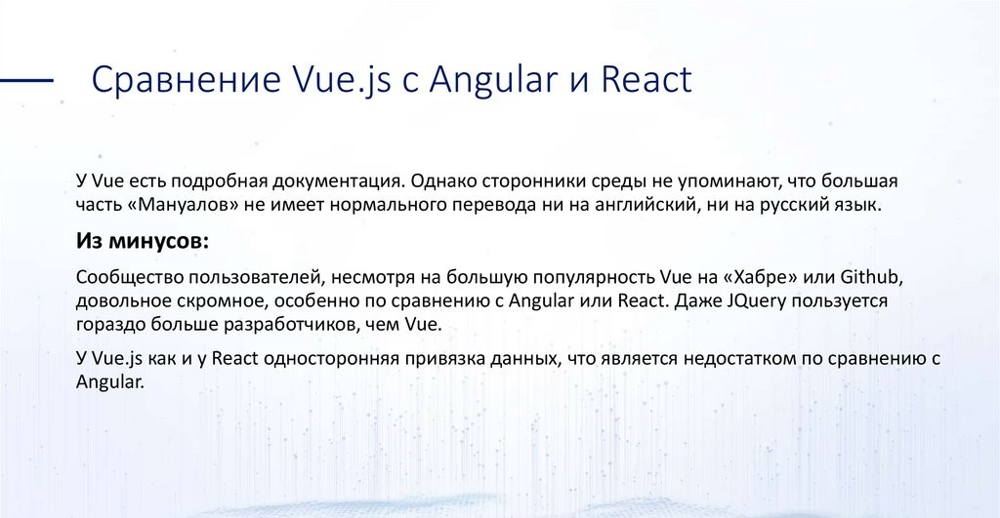 Сравнение Vue.js с Angular и React
У Vue есть подробная документация. Однако сторонники среды не упоминают, что большая
часть «Мануалов» не имеет нормального перевода ни на английский, ни на русский язык.
Из минусов:
Сообщество пользователей, несмотря на большую популярность Vue на «Хабре» или Github,
довольное скромное, особенно по сравнению с Angular или React. Даже JQuery пользуется
гораздо больше разработчиков, чем Vue.
У Vue.js как и у React односторонняя привязка данных, что является недостатком по сравнению с
Angular.